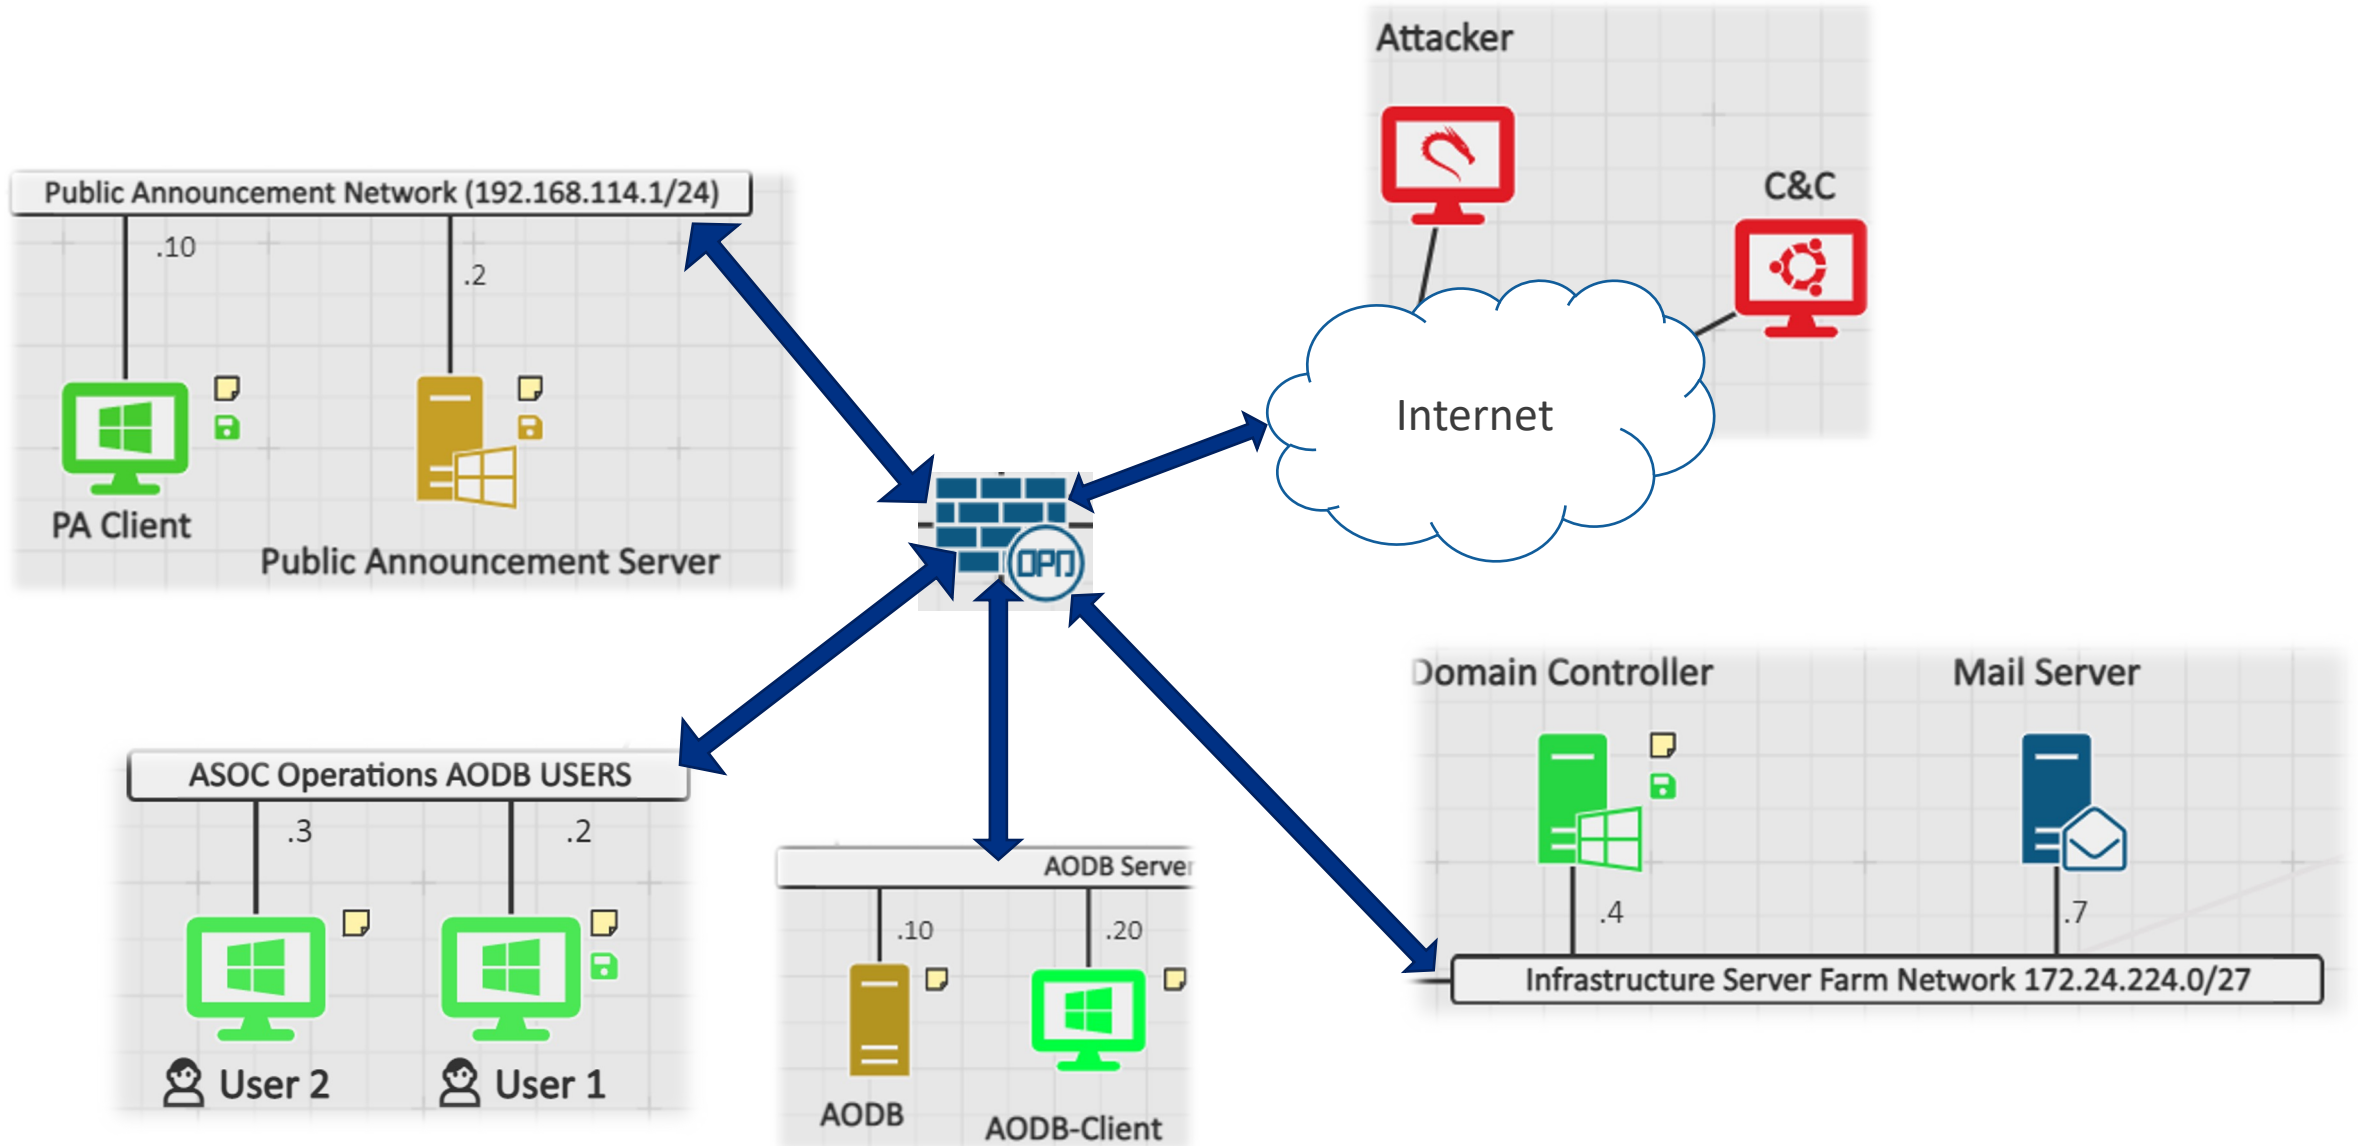 Attacker
C&C
Public Announcement Network (192.168.114.1/24)
.10
.2
PA Client
Public Announcement Server
Internet
OPN
Domain Controller
Mail Server
.4
.7
Infrastructure Server Farm Network 172.24.224.0/27
ASOC Operations AODB USERS
.3
.2
User 2
User 1
AODB Server
.10
.20
AODB
AODB-Client